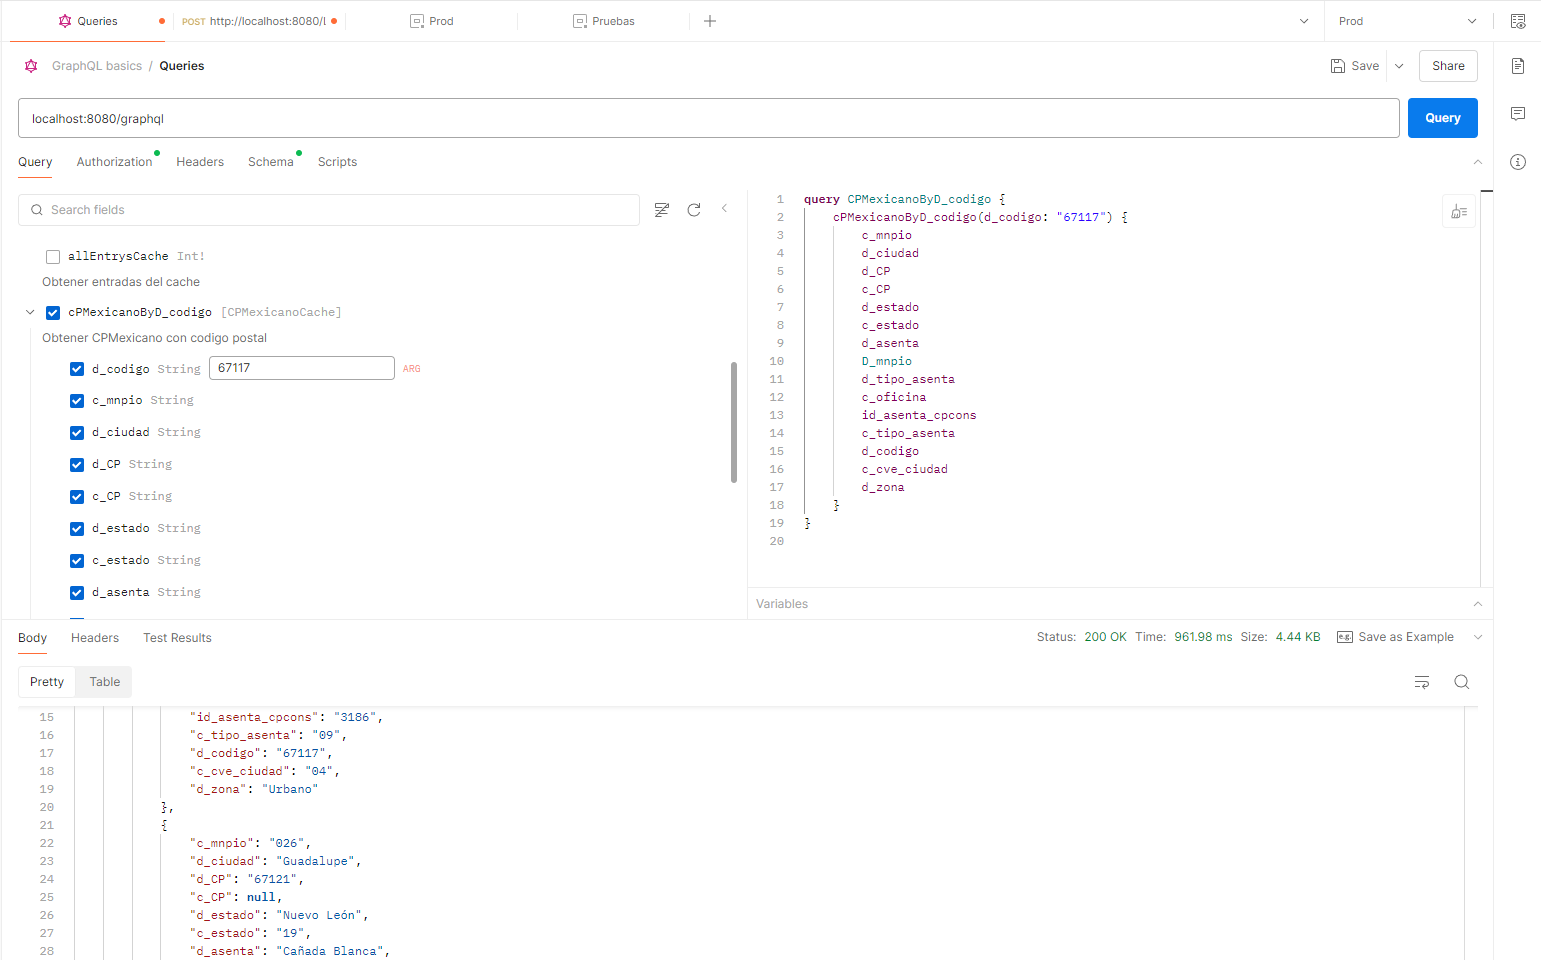 Queries
POST http://localhost:8080/l
Prod
Pruebas
Prod
GraphQL basics / Queries
Save
Share
localhost:8080/graphql
Query
Query
Authorization
Headers
Schema
Scripts
Search fields
allEntrysCache Int!
Obtener entradas del cache
cPMexicanoByD_codigo [CPMexicanoCache]
Obtener CPMexicano con codigo postal
d_codigo String 67117 ARG
c_mnpio String
d_ciudad String
d_CP String
c_CP String
d_estado String
c_estado String
d_asenta String
1 query CPMexicanoByD_codigo {
2 cPMexicanoByD_codigo(d_codigo: "67117") {
3 c_mnpio
4 d_ciudad
5 d_CP
6 c_CP
7 d_estado
8 c_estado
9 d_asenta
10 D_mnpio
11 d_tipo_asenta
12 c_oficina
13 id_asenta_cpcons
14 c_tipo_asenta
15 d_codigo
16 c_cve_ciudad
17 d_zona
18 }
19 }
20
Variables
Body
Headers
Test Results
Status: 200 OK Time: 961.98 ms Size: 4.44 KB
e.g. Save as Example
Pretty
Table
15 "id_asenta_cpcons": "3186",
16 "c_tipo_asenta": "09",
17 "d_codigo": "67117",
18 "c_cve_ciudad": "04",
19 "d_zona": "Urbano"
20 },
21 {
22 "c_mnpio": "026",
23 "d_ciudad": "Guadalupe",
24 "d_CP": "67121",
25 "c_CP": null,
26 "d_estado": "Nuevo León",
27 "c_estado": "19",
28 "d_asenta": "Cañada Blanca",